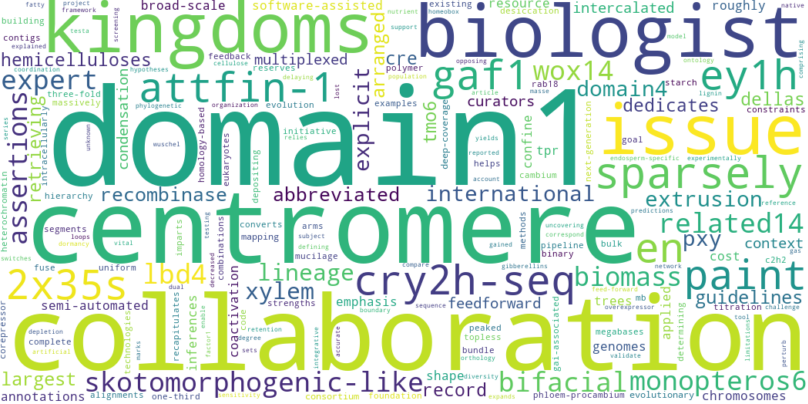 fatty project framework broad-scale software-assisted existing resource intercalated roughly native
building kingdoms screening nutrient support homeobox desiccation biologist
contigs explained feedback arranged model
hemicelluloses reserves multiplexed cre opposing wox14 ey1h
expert testa cellulose hypotheses attfin-1 polymer gaf1 population delaying domain4 ontology starch lignin comprising
three-fold coordination massively organization evolution rab18 curators en masse dedicates dellas
intracellularly retrieving condensation phylogenetic lost explicit examples article tmo6 constraints
series assertions unknown domain1 muschel initiative deep-coverage yields confine tpr next-generation issue goal
homology-based eukaryotes relies reported helps cambium endosperm-specific experimentally sparsely
heterochromatin hierarchy recombinase depositing abbreviated account international extrusion reference
segments loops dormancy vital imparts testing converts mapping arms subject mucilage defining methods uncovering correspond predictions related14
centromere pipeline binary bulk en pxy context c2h2
switches fuse uniform dual decreased combinations compare gained gibberellins network cost gas
2x35s lbd4 lineage cry2h-seq biomass paint
semi-automated xylem strengths emphasis boundary feedforward sequence trees mb applied feed-forward overexpressor guidelines titration challenge
corepressor depletion marks complete artificial technologies recapitulates inferences enable factor code retention degree sets coactivation integrative accurate collaboration peaked topless bundle orthology gai-associated megabases genomes validate determining tool limitations perturb
largest skotomorphogenic-like shape diversity record bifacial monopteros6
annotations alignments one-third sensitivity consortium foundation expands phloem-procambium evolutionary chromosomes